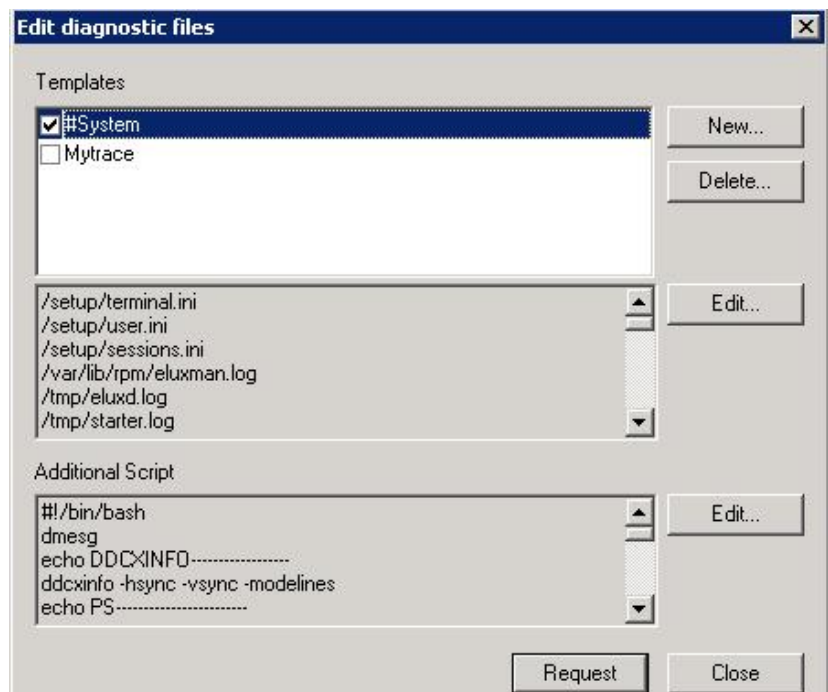 Edit diagnostic files
Templates
#System
Mytrace
New...
Delete...
/setup/terminal.ini
/setup/user.ini
/setup/sessions.ini
/var/lib/rpm/eluxman.log
/tmp/eluxd.log
/tmp/starter.log
Edit...
Additional Script
#!/bin/bash
dmesg
echo DDCXINFO-----------------
ddcxinfo -hsync -vsync -modelines
echo PS------------------------
Edit...
Request
Close